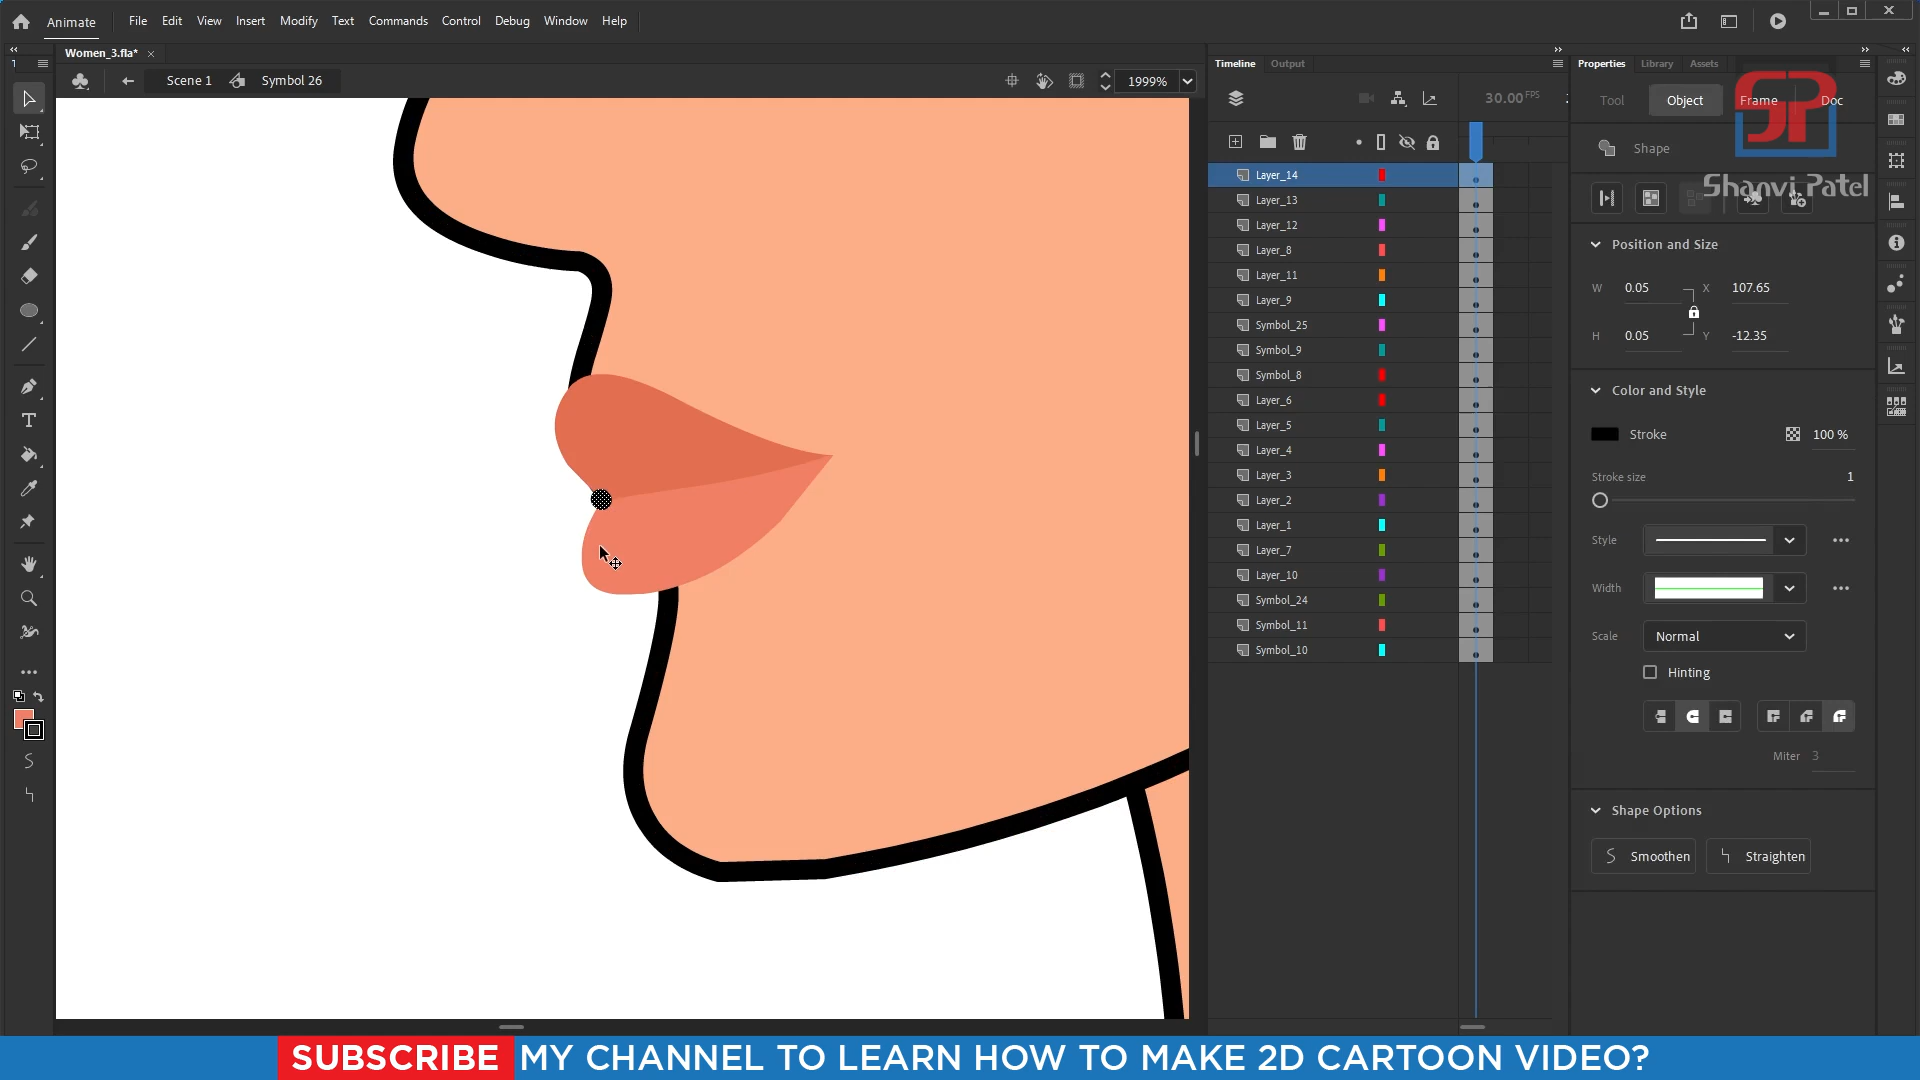 Animate File Edit View Insert Modify Text Commands Control Debug Window Help
Women_3.fla* Timeline Output Properties Library Assets
Scene 1 Symbol 26 1999%
30.00 FPS Tool Object Frame Doc
SP
Shape
Shanvi Patel
Layer_14
Layer_13
Layer_12
Layer_8
Layer_11
Layer_9
Symbol_25
Symbol_9
Symbol_8
Layer_6
Layer_5
Layer_4
Layer_3
Layer_2
Layer_1
Layer_7
Layer_10
Symbol_24
Symbol_11
Symbol_10
Position and Size
W 0.05 X 107.65
H 0.05 Y -12.35
Color and Style
Stroke 100 %
Stroke size 1
Style
Width
Scale Normal
Hinting
Miter 3
Shape Options
Smoothen Straighten
SUBSCRIBE MY CHANNEL TO LEARN HOW TO MAKE 2D CARTOON VIDEO?